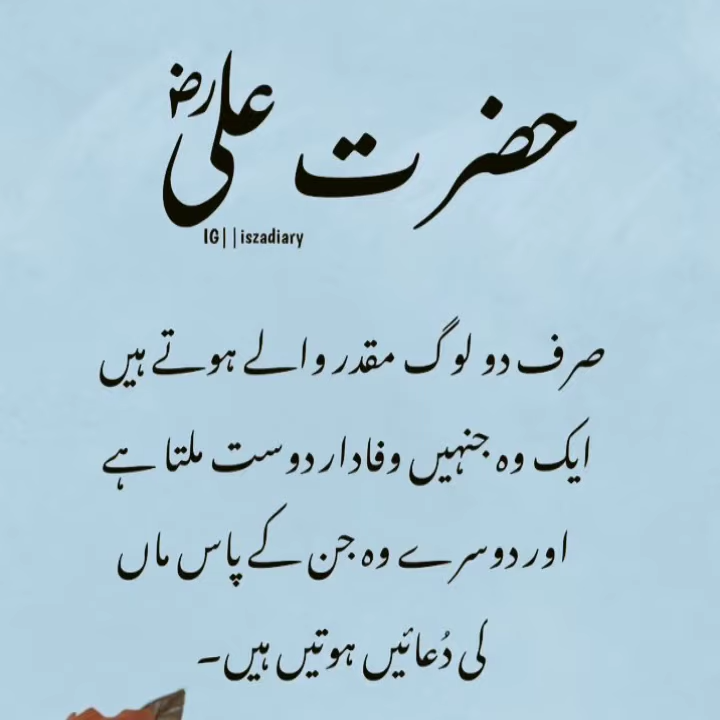 حضرت علی رضؓ
IG||iszadiary
صرف دو لوگ مقدر والے ہوتے ہیں
ایک وہ جنہیں وفادار دوست ملتا ہے
اور دوسرے وہ جن کے پاس ماں
کی دُعائیں ہوتیں ہیں۔